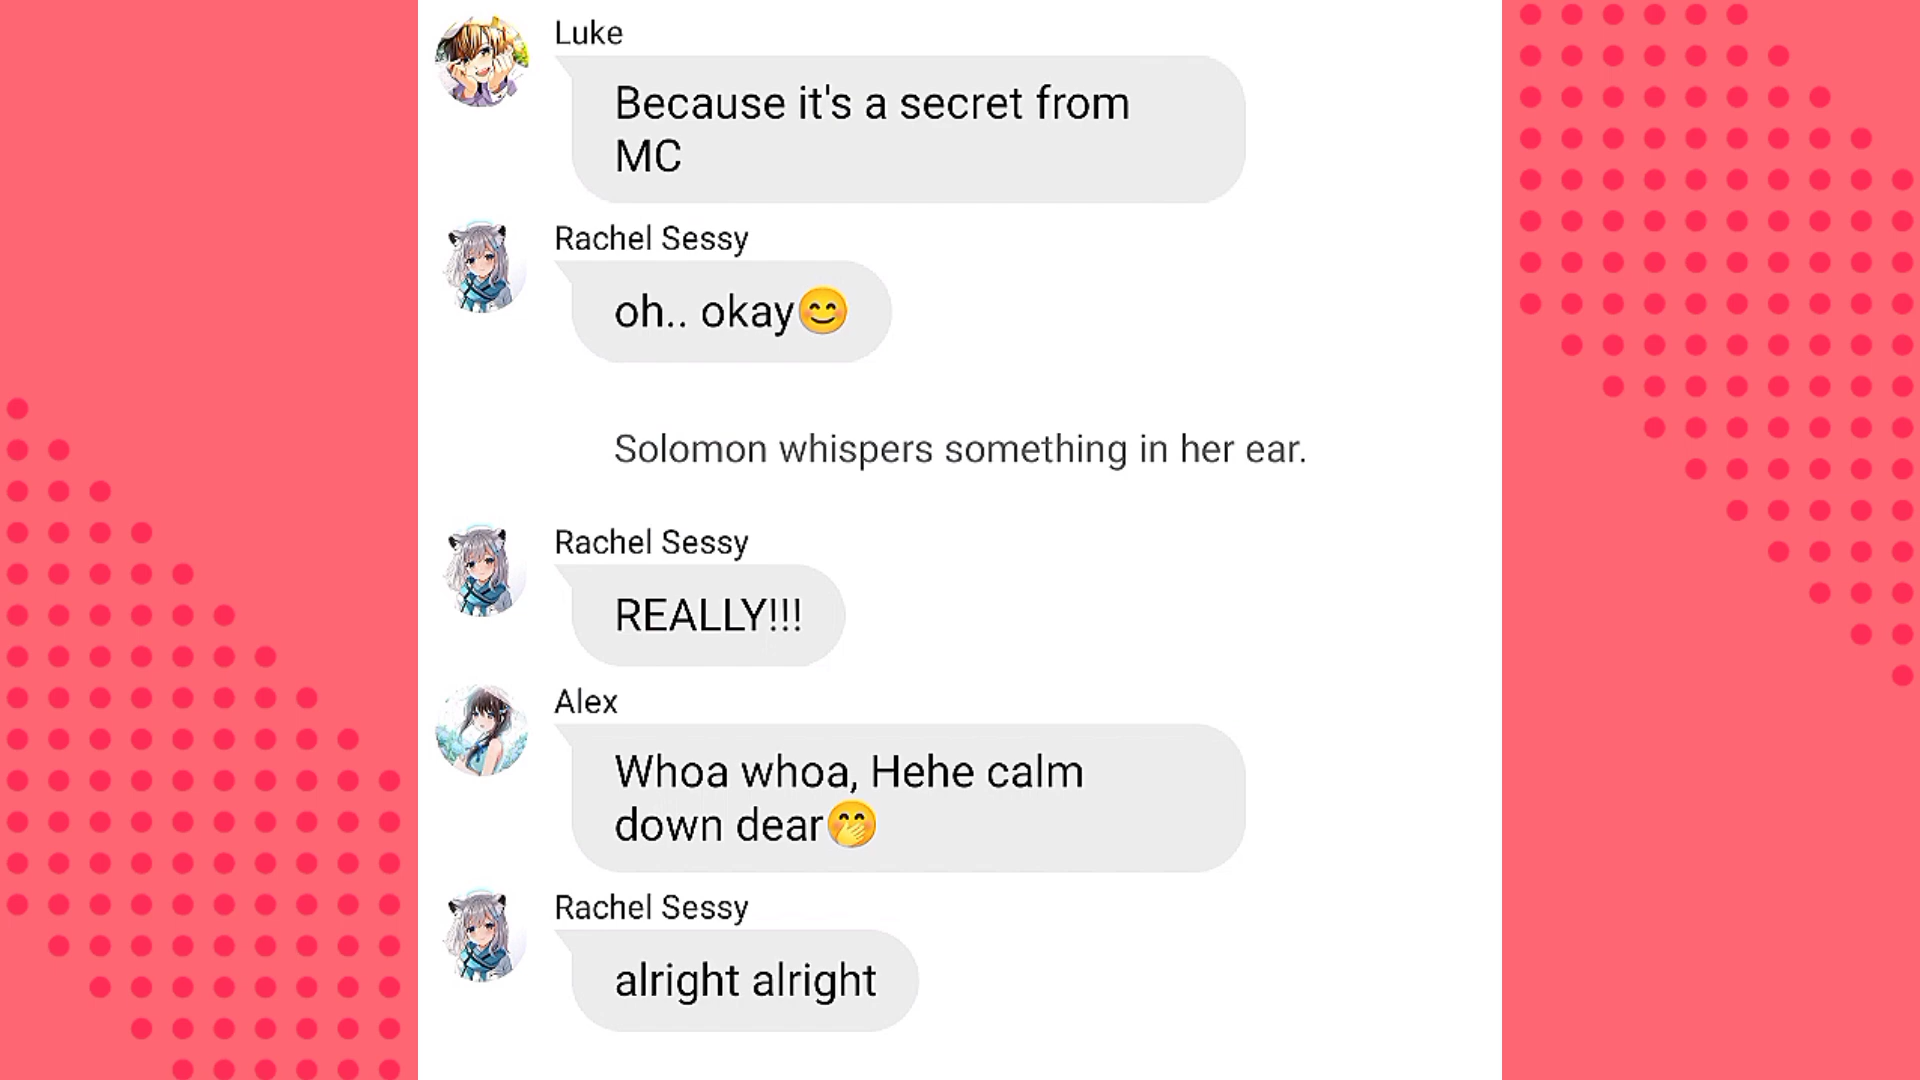 Luke
Because it's a secret from
MC
Rachel Sessy
oh.. okay😊
Solomon whispers something in her ear.
Rachel Sessy
REALLY!!!
Alex
Whoa whoa, Hehe calm
down dear🤭
Rachel Sessy
alright alright